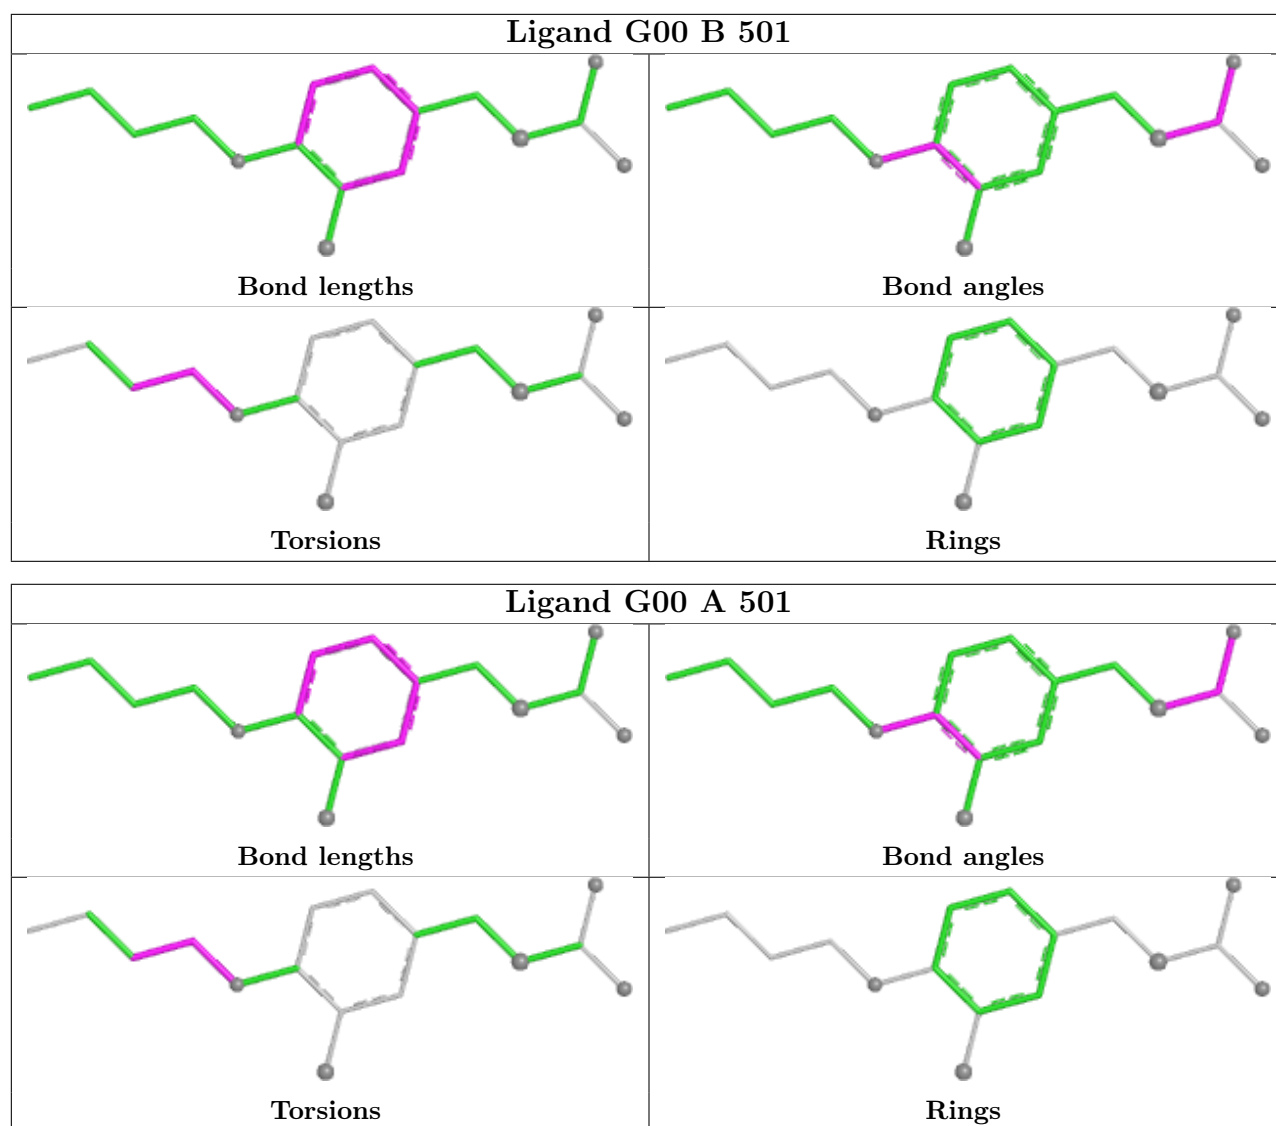 Ligand G00 B 501
Bond lengths
Bond angles
Torsions
Rings
Ligand G00 A 501
Bond lengths
Bond angles
Torsions
Rings